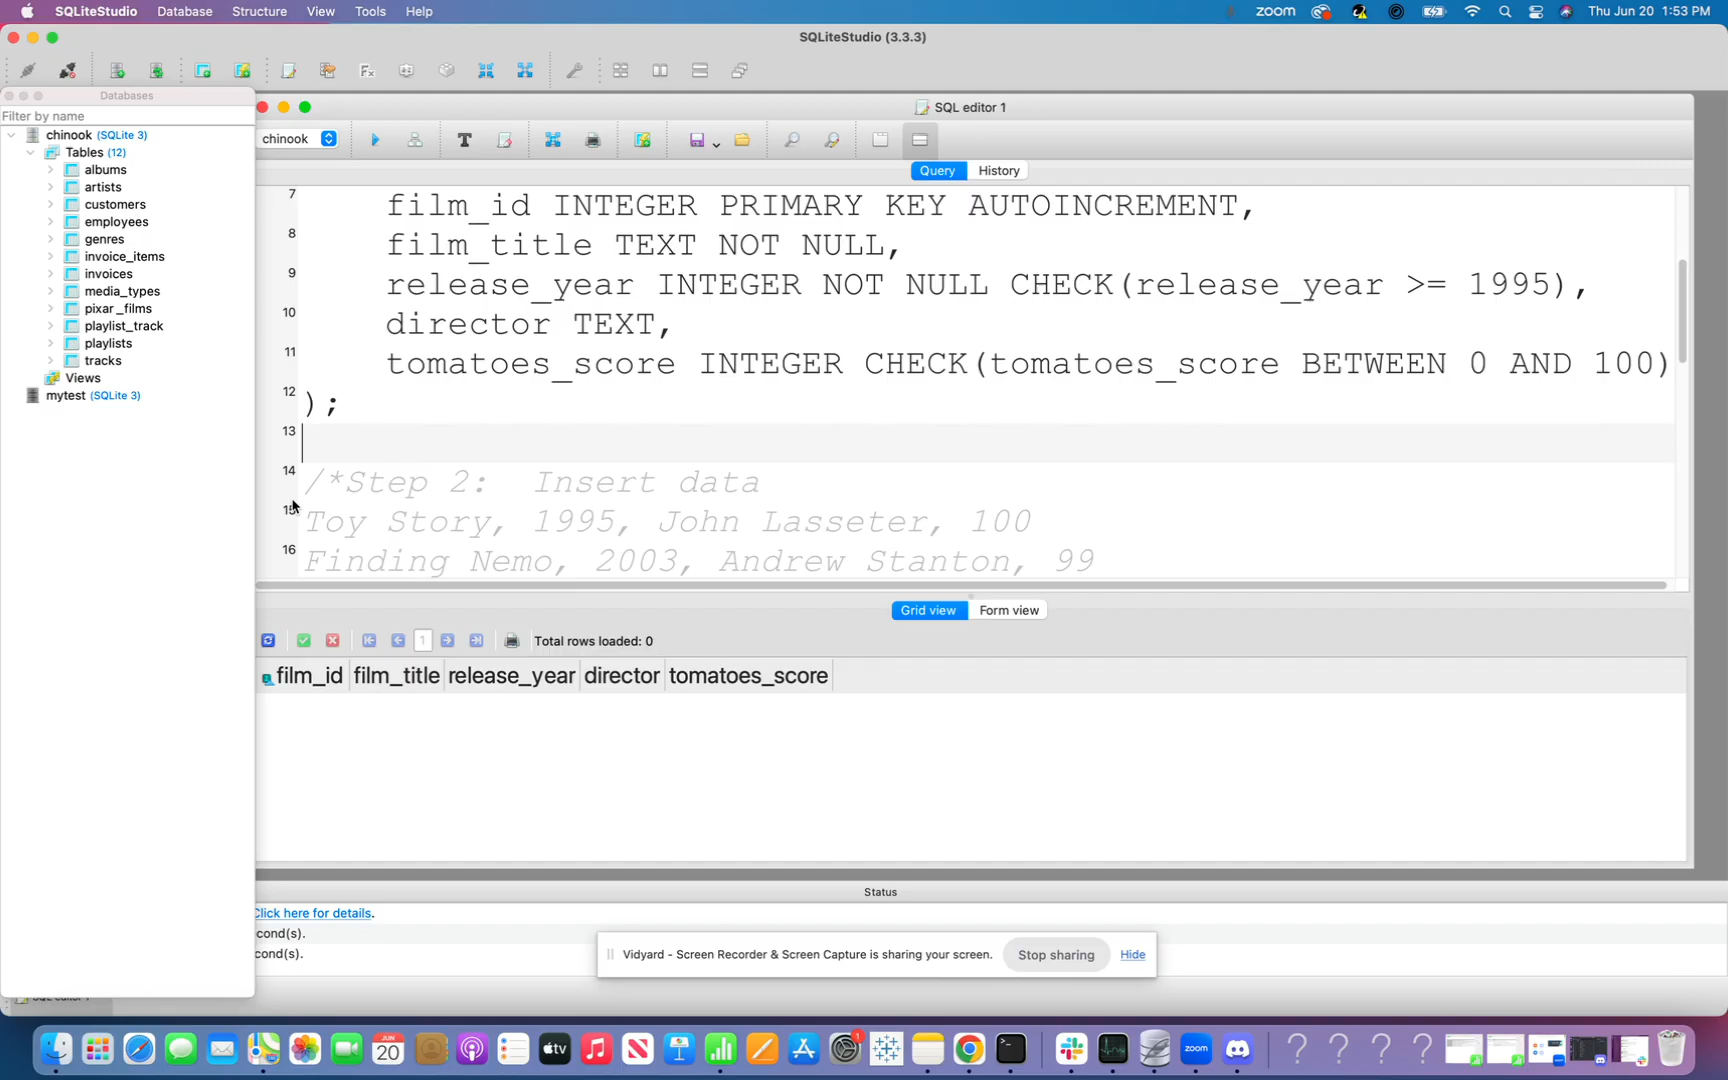 SQLiteStudio Database Structure View Tools Help
zoom
Thu Jun 20 1:53 PM
SQLiteStudio (3.3.3)
Databases
Filter by name
chinook (SQLite 3)
Tables (12)
albums
artists
customers
employees
genres
invoice_items
invoices
media_types
pixar_films
playlist_track
playlists
tracks
Views
mytest (SQLite 3)
SQL editor 1
chinook
Query History
7 film_id INTEGER PRIMARY KEY AUTOINCREMENT,
8 film_title TEXT NOT NULL,
9 release_year INTEGER NOT NULL CHECK(release_year >= 1995),
10 director TEXT,
11 tomatoes_score INTEGER CHECK(tomatoes_score BETWEEN 0 AND 100)
12 );
13
14 /*Step 2: Insert data
15 Toy Story, 1995, John Lasseter, 100
16 Finding Nemo, 2003, Andrew Stanton, 99
Grid view Form view
1
Total rows loaded: 0
film_id film_title release_year director tomatoes_score
Status
Click here for details.
cond(s).
cond(s).
Vidyard - Screen Recorder & Screen Capture is sharing your screen. Stop sharing Hide
JUN
20
tv
1
zoom